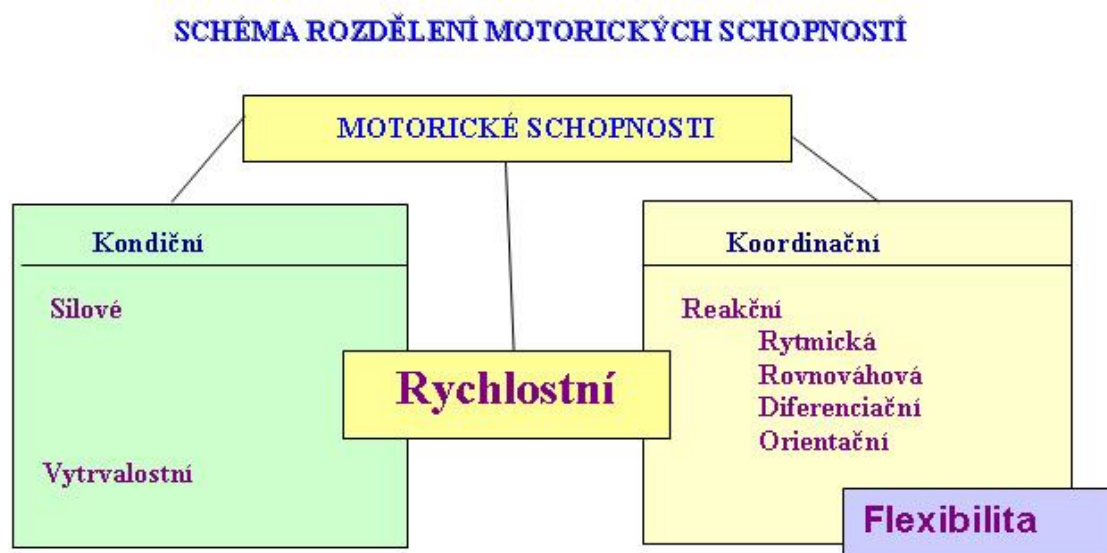 SCHÉMA ROZDĚLENÍ MOTORICKÝCH SCHOPNOSTÍ
MOTORICKÉ SCHOPNOSTI
Kondiční
Silové
Vytrvalostní
Rychlostní
Koordinační
Reakční
Rytmická
Rovnováhová
Diferenciační
Orientační
Flexibilita